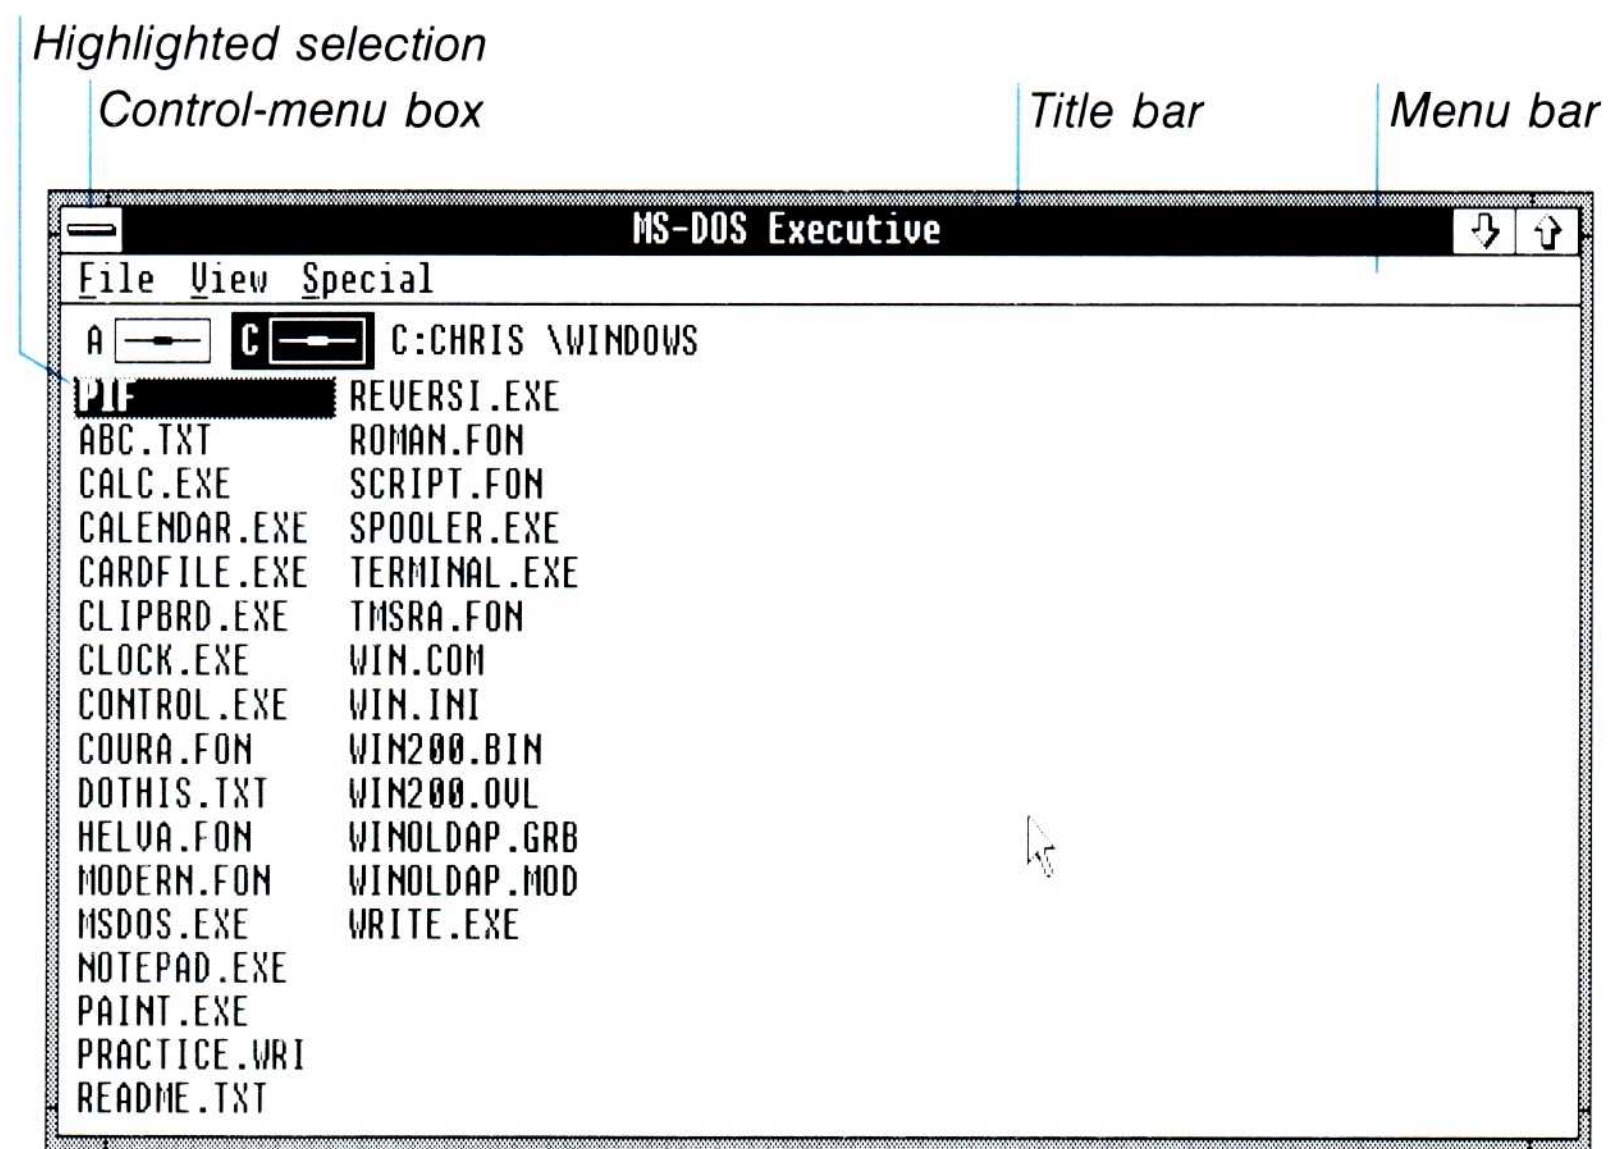 Highlighted selection
Control-menu box
Title bar
Menu bar
MS-DOS Executive
File View Special
A C C:CHRIS \WINDOWS
PIF REVERSI.EXE
ABC.TXT ROMAN.FON
CALC.EXE SCRIPT.FON
CALENDAR.EXE SPOOLER.EXE
CARDFILE.EXE TERMINAL.EXE
CLIPBRD.EXE TMSRA.FON
CLOCK.EXE WIN.COM
CONTROL.EXE WIN.INI
COURA.FON WIN200.BIN
DOTHIS.TXT WIN200.OVL
HELVA.FON WINOLDAP.GRB
MODERN.FON WINOLDAP.MOD
MSDOS.EXE WRITE.EXE
NOTEPAD.EXE
PAINT.EXE
PRACTICE.WRI
README.TXT